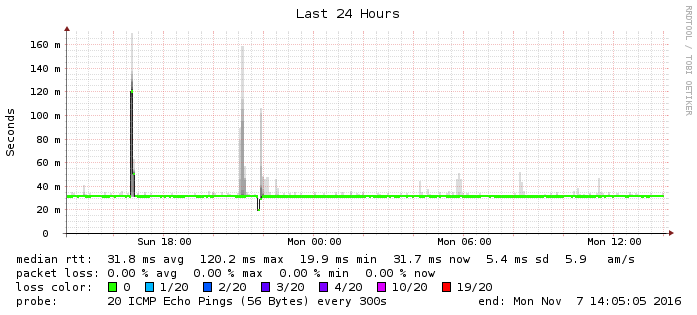 Last 24 Hours
RRDTOOL / TOBI OETIKER
Seconds
160 m
140 m
120 m
100 m
80 m
60 m
40 m
20 m
0
Sun 18:00 Mon 00:00 Mon 06:00 Mon 12:00
median rtt: 31.8 ms avg 120.2 ms max 19.9 ms min 31.7 ms now 5.4 ms sd 5.9 am/s
packet loss: 0.00 % avg 0.00 % max 0.00 % min 0.00 % now
loss color: 0 1/20 2/20 3/20 4/20 10/20 19/20
probe: 20 ICMP Echo Pings (56 Bytes) every 300s end: Mon Nov 7 14:05:05 2016